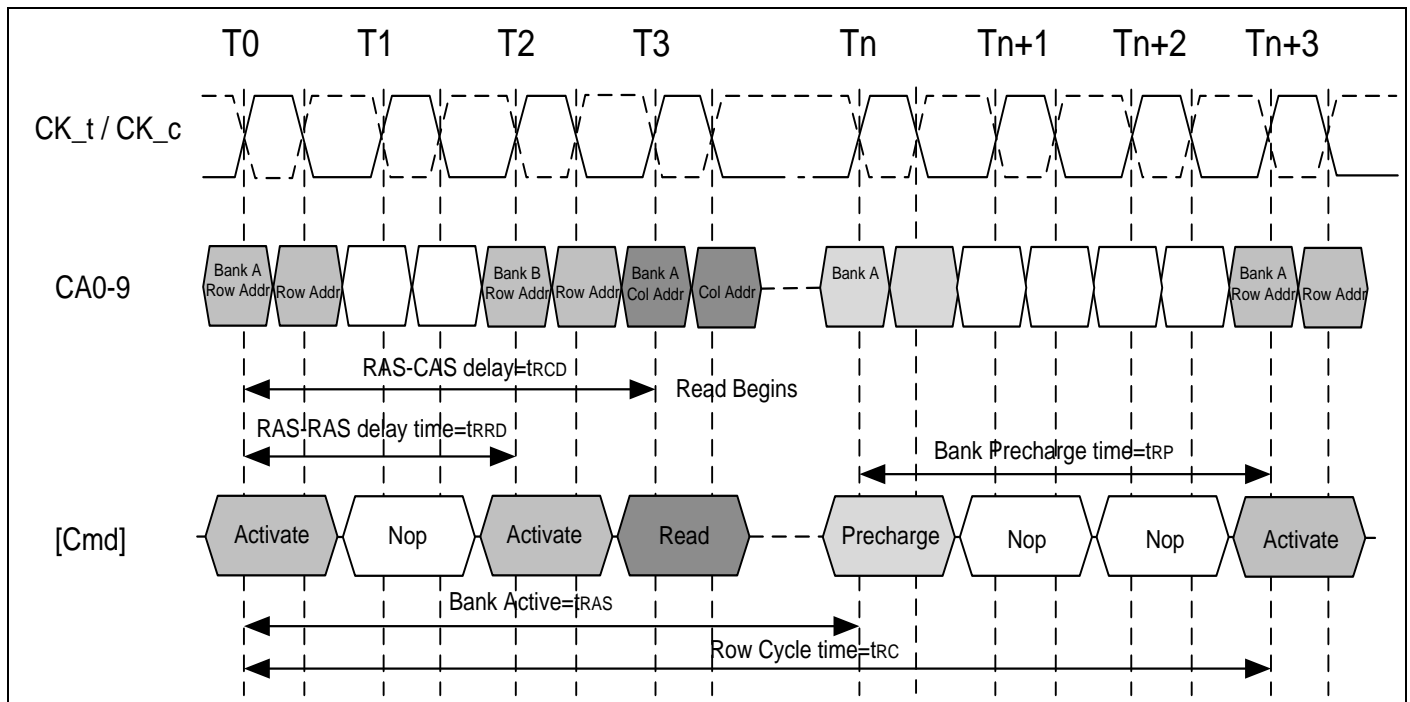 T0 T1 T2 T3 Tn Tn+1 Tn+2 Tn+3
CK_t / CK_c
CA0-9
Bank A
Row Addr
Row Addr
Bank B
Row Addr
Row Addr
Bank A
Col Addr
Col Addr
Bank A
Bank A
Row Addr
Row Addr
RAS-CAS delay=tRCD
Read Begins
RAS-RAS delay time=tRRD
Bank Precharge time=tRP
[Cmd]
Activate Nop Activate Read Precharge Nop Nop Activate
Bank Active=tRAS
Row Cycle time=tRC